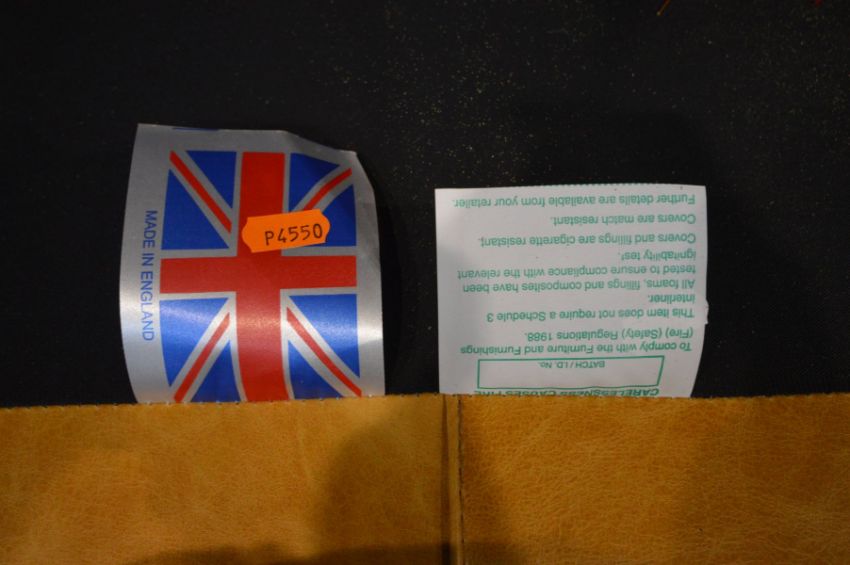 MADE IN ENGLAND
P4550
CARELESSNESS CAUSES FIRE
BATCH / I.D. No.
To comply with the Furniture and Furnishings
(Fire) (Safety) Regulations 1988.
This item does not require a Schedule 3
interliner.
All foams, fillings and composites have been
tested to ensure compliance with the relevant
ignitability test.
Covers and fillings are cigarette resistant.
Covers are match resistant.
Further details are available from your retailer.